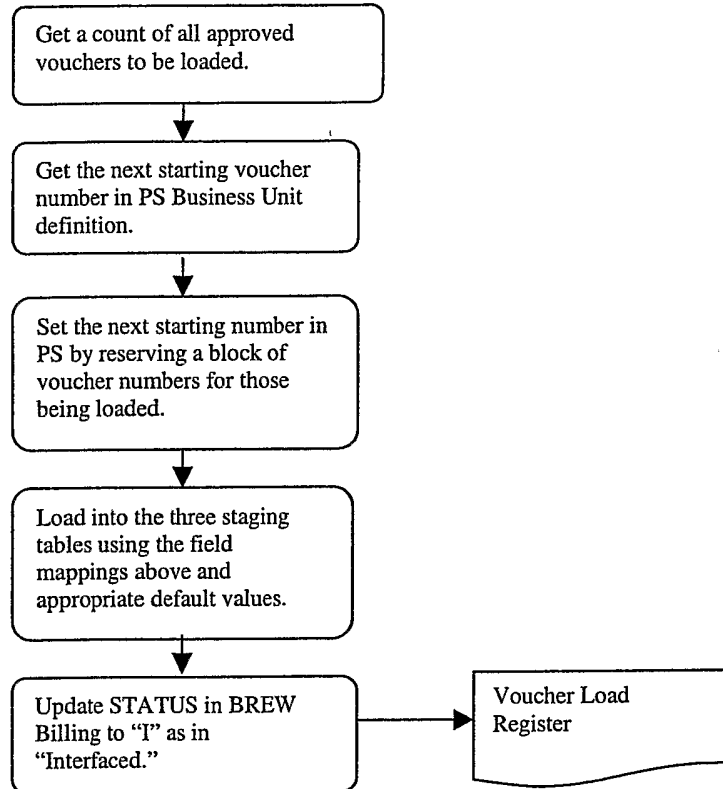 Get a count of all approved
vouchers to be loaded.
Get the next starting voucher
number in PS Business Unit
definition.
Set the next starting number in
PS by reserving a block of
voucher numbers for those
being loaded.
Load into the three staging
tables using the field
mappings above and
appropriate default values.
Update STATUS in BREW
Billing to “I” as in
“Interfaced.”
Voucher Load
Register